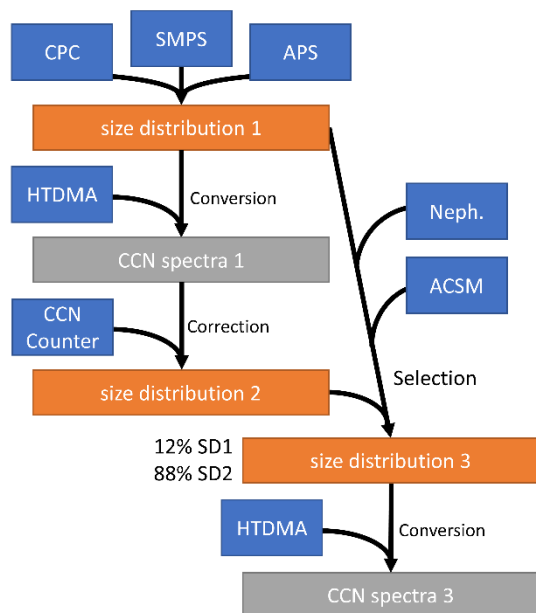 CPC
SMPS
APS
size distribution 1
HTDMA
Conversion
Neph.
CCN spectra 1
ACSM
CCN
Counter
Correction
size distribution 2
Selection
12% SD1
88% SD2
size distribution 3
HTDMA
Conversion
CCN spectra 3